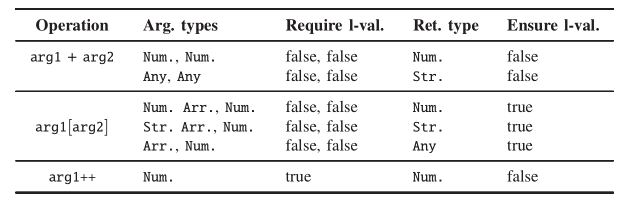 Operation Arg. types Require l-val. Ret. type Ensure l-val.
arg1 + arg2 Num., Num. false, false Num. false
Any, Any false, false Str. false
Num. Arr., Num. false, false Num. true
arg1[arg2] Str. Arr., Num. false, false Str. true
Arr., Num. false, false Any true
arg1++ Num. true Num. false